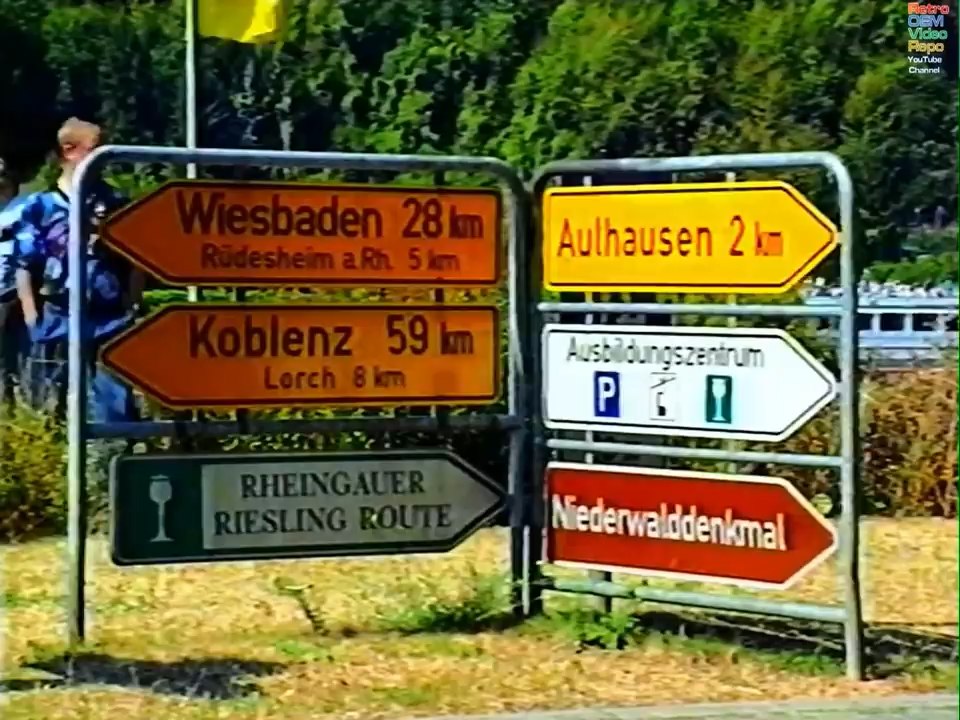 Retro
OEM
Video
Repo
YouTube
Channel
Wiesbaden 28 km
Rüdesheim a.Rh. 5 km
Koblenz 59 km
Lorch 8 km
RHEINGAUER
RIESLING ROUTE
Aulhausen 2 km
Ausbildungszentrum
P
Niederwalddenkmal